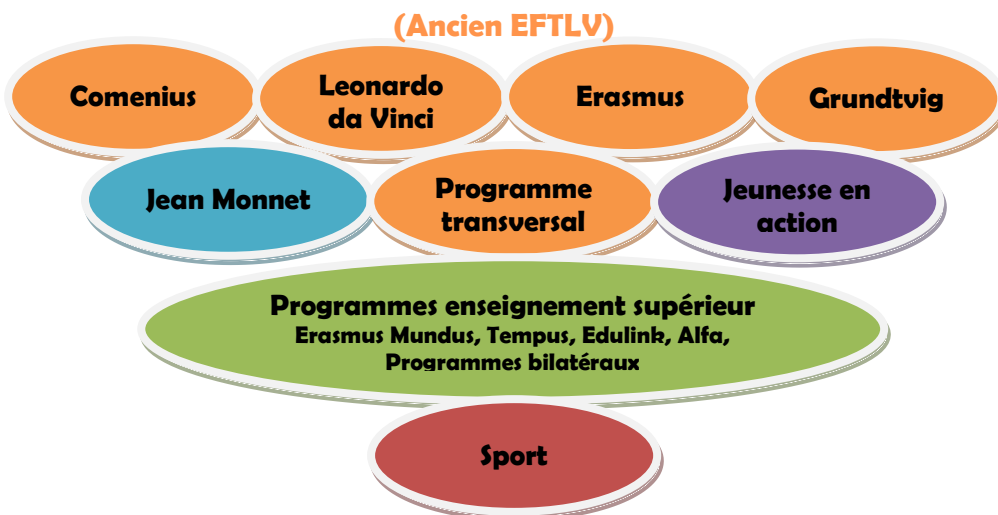 (Ancien EFTLV)
Comenius
Leonardo
da Vinci
Erasmus
Grundtvig
Jean Monnet
Programme
transversal
Jeunesse en
action
Programmes enseignement supérieur
Erasmus Mundus, Tempus, Edulink, Alfa,
Programmes bilatéraux
Sport